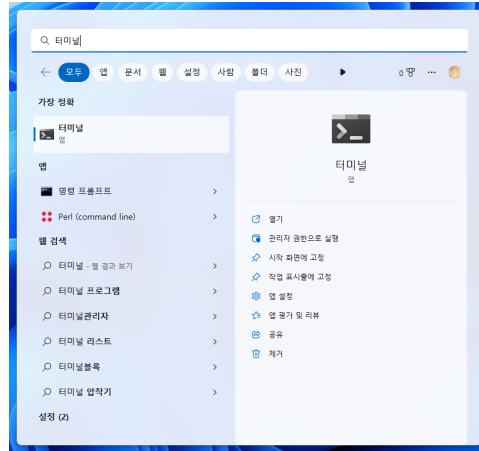 터미널
모두 앱 문서 웹 설정 사람 폴더 사진 0
가장 정확
터미널
앱
앱
명령 프롬프트
Perl (command line)
웹 검색
터미널 - 웹 결과 보기
터미널 프로그램
터미널관리자
터미널 리스트
터미널블록
터미널 압착기
설정 (2)
터미널
앱
열기
관리자 권한으로 실행
시작 화면에 고정
작업 표시줄에 고정
앱 설정
앱 평가 및 리뷰
공유
제거